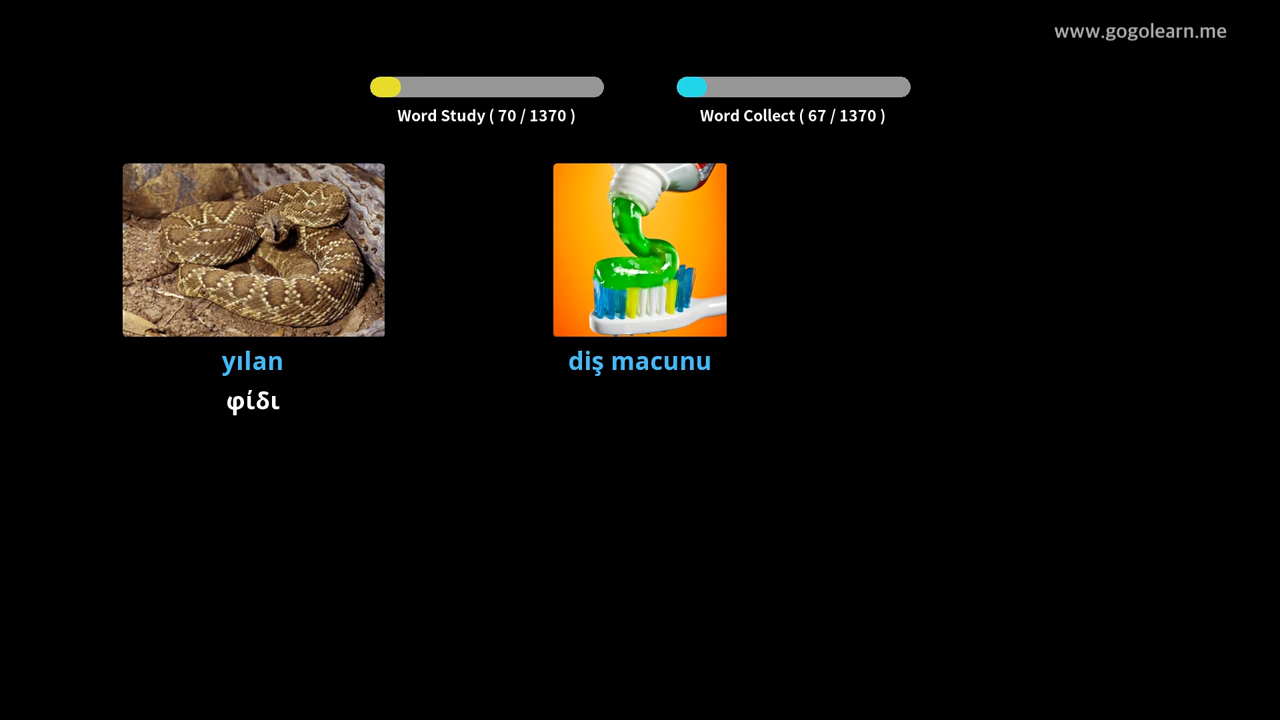 www.gogolearn.me
Word Study ( 70 / 1370 )
Word Collect ( 67 / 1370 )
yılan
diş macunu
φίδι